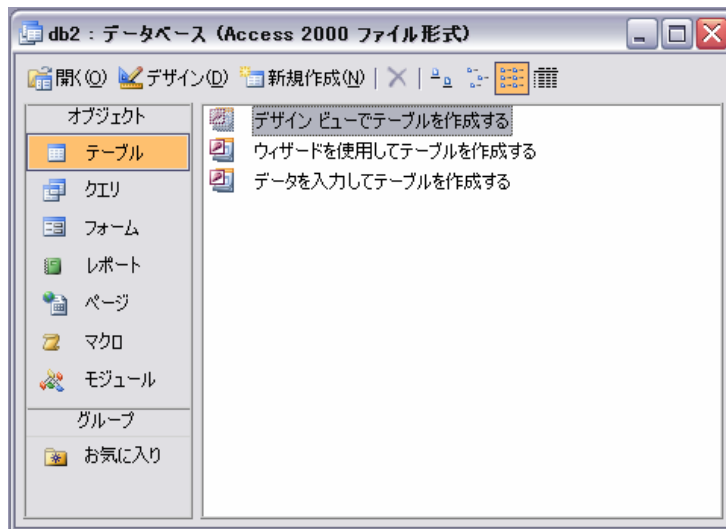 db2 : データベース (Access 2000 ファイル形式)
開く(O) デザイン(D) 新規作成(N)
オブジェクト
テーブル
クエリ
フォーム
レポート
ページ
マクロ
モジュール
グループ
お気に入り
デザイン ビューでテーブルを作成する
ウィザードを使用してテーブルを作成する
データを入力してテーブルを作成する